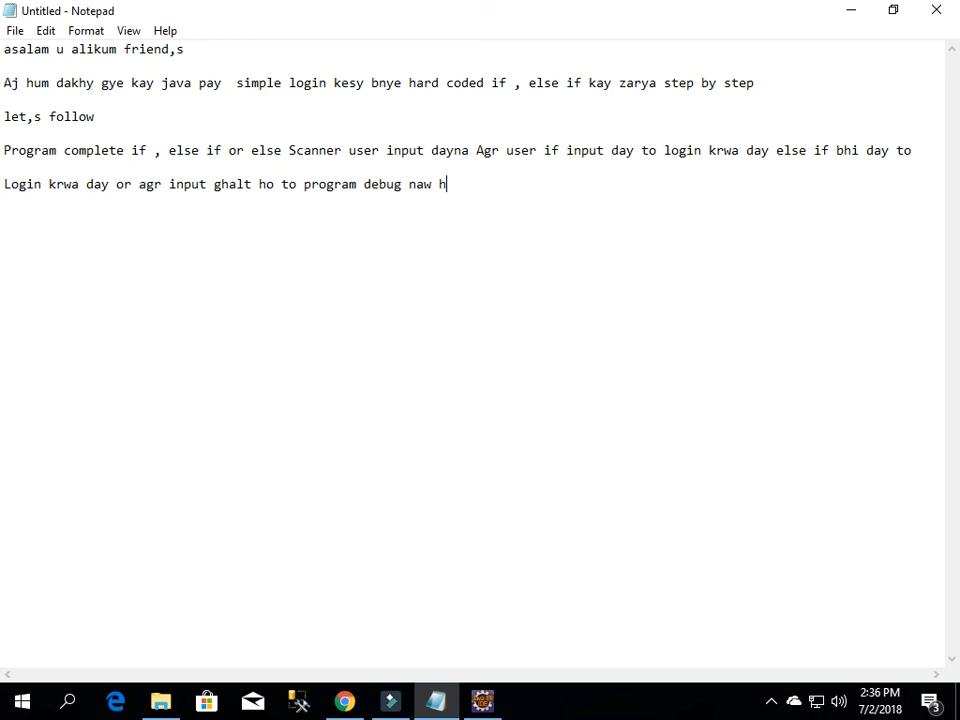 Untitled - Notepad
File Edit Format View Help
asalam u alikum friend,s
Aj hum dakhy gye kay java pay  simple login kesy bnye hard coded if , else if kay zarya step by step
let,s follow
Program complete if , else if or else Scanner user input dayna Agr user if input day to login krwa day else if bhi day to
Login krwa day or agr input ghalt ho to program debug naw h
2:36 PM
7/2/2018
3